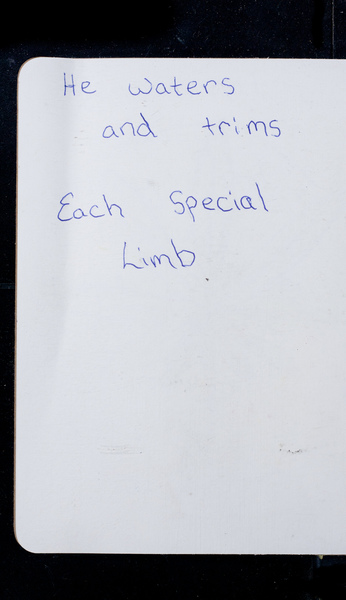 He waters
and trims
Each Special
Limb